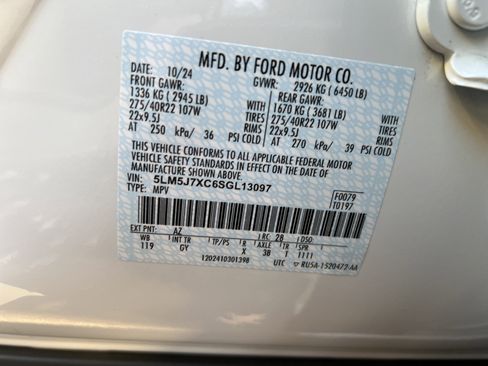 MFD. BY FORD MOTOR CO.
DATE: 10/24 GVWR: 2926 KG ( 6450 LB)
FRONT GAWR: REAR GAWR:
1336 KG ( 2945 LB) 1670 KG ( 3681 LB)
275/40R22 107W TIRES 275/40R22 107W TIRES
22x9.5J RIMS 22x9.5J RIMS
AT 250 kPa/ 36 PSI COLD AT 270 kPa/ 39 PSI COLD
THIS VEHICLE CONFORMS TO ALL APPLICABLE FEDERAL MOTOR
VEHICLE SAFETY STANDARDS IN EFFECT ON THE DATE OF
MANUFACTURE SHOWN ABOVE.
VIN: 5LM5J7XC6SGL13097
TYPE: MPV F0079
T0197
EXT PNT: AZ RC: 28 DSO:
WB INT TR TP/PS R AXLE TR SPR
119 GY X 3B 1 1111
1202410301398 UTC ▽ RU5A-1520472-AA